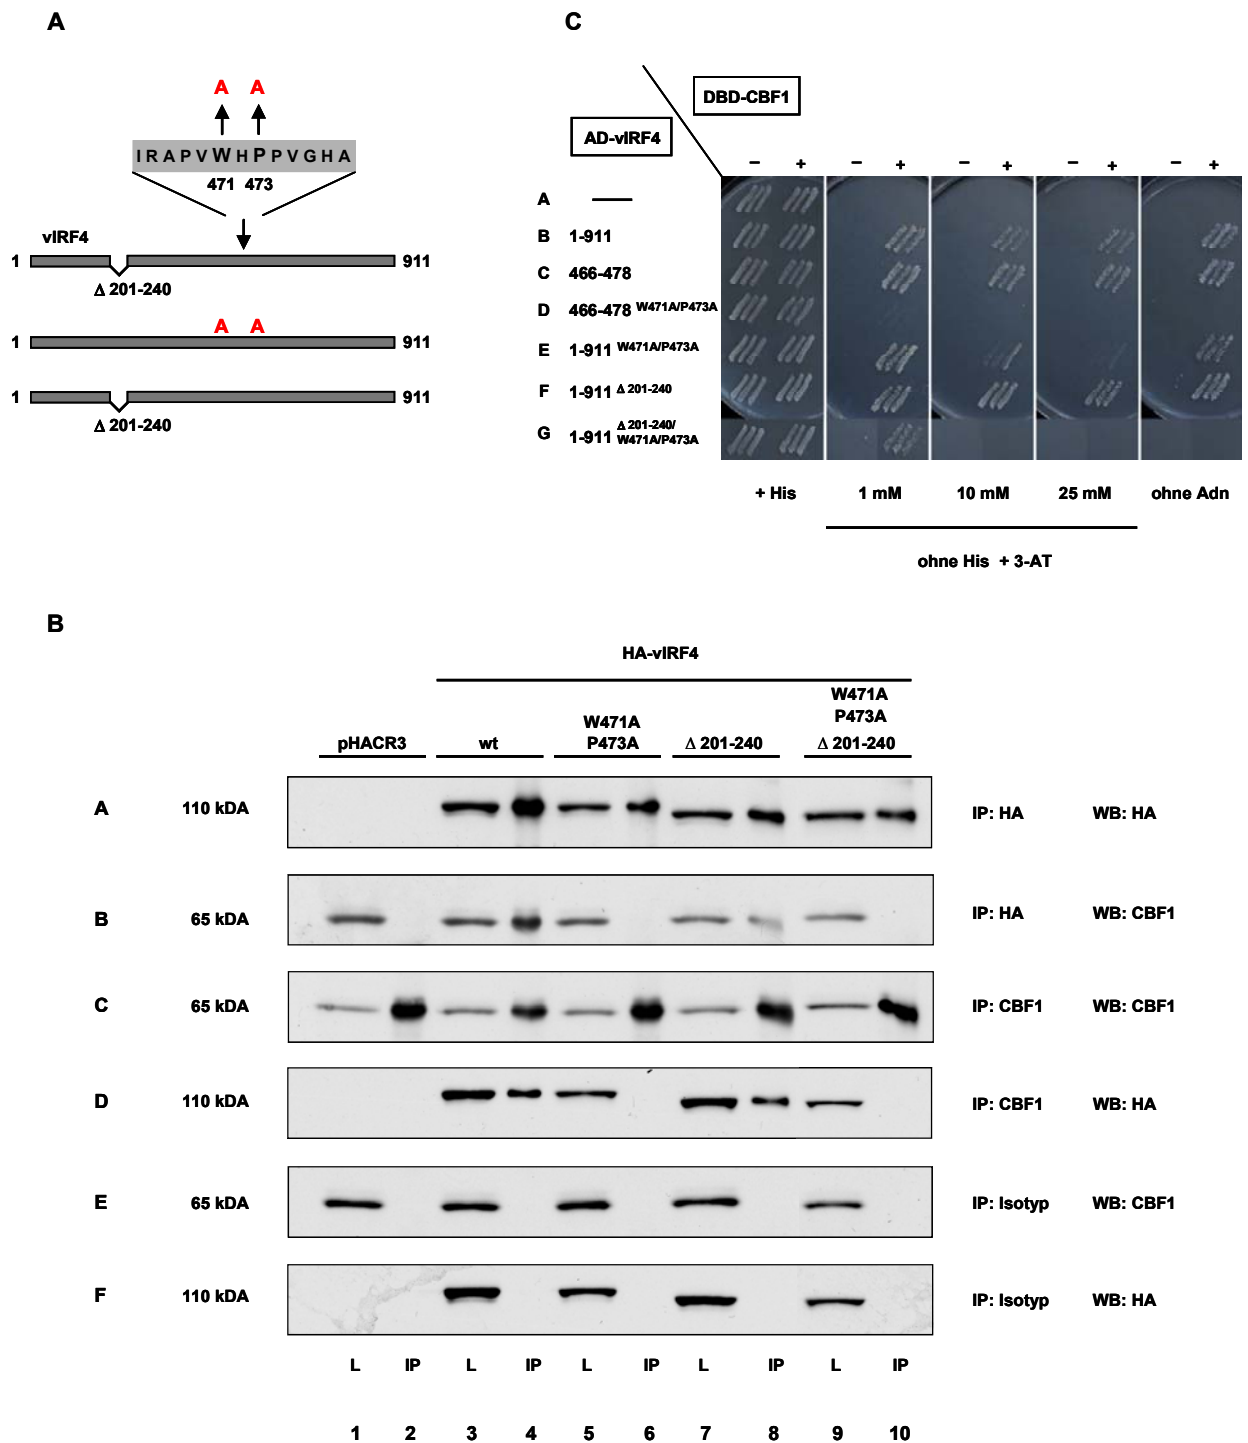 A
A A
I R A P V W H P P V G H A
471 473
vIRF4
1 911
Δ 201-240
A A
1 911
1 911
Δ 201-240
C
DBD-CBF1
AD-vIRF4
– + – + – + – + – +
A —
B 1-911
C 466-478
D 466-478 W471A/P473A
E 1-911 W471A/P473A
F 1-911 Δ 201-240
G 1-911 Δ 201-240/
W471A/P473A
+ His 1 mM 10 mM 25 mM ohne Adn
ohne His + 3-AT
B
HA-vIRF4
pHACR3 wt W471A P473A Δ 201-240 W471A P473A Δ 201-240
A 110 kDA IP: HA WB: HA
B 65 kDA IP: HA WB: CBF1
C 65 kDA IP: CBF1 WB: CBF1
D 110 kDA IP: CBF1 WB: HA
E 65 kDA IP: Isotyp WB: CBF1
F 110 kDA IP: Isotyp WB: HA
L IP L IP L IP L IP L IP
1 2 3 4 5 6 7 8 9 10